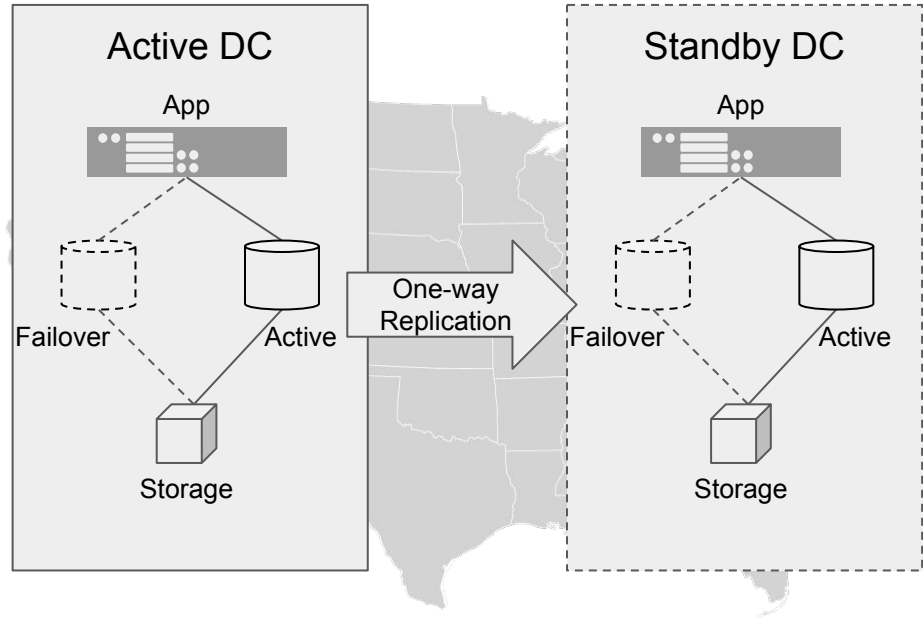 Active DC
App
Failover
Active
Storage
One-way
Replication
Standby DC
App
Failover
Active
Storage